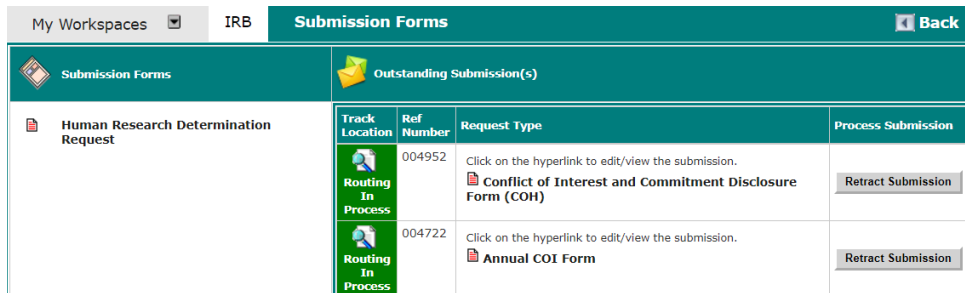 My Workspaces IRB Submission Forms Back
Submission Forms
Outstanding Submission(s)
Human Research Determination
Request
Track
Location
Ref
Number
Request Type
Process Submission
Routing
In
Process
004952
Click on the hyperlink to edit/view the submission.
Conflict of Interest and Commitment Disclosure
Form (COH)
Retract Submission
Routing
In
Process
004722
Click on the hyperlink to edit/view the submission.
Annual COI Form
Retract Submission